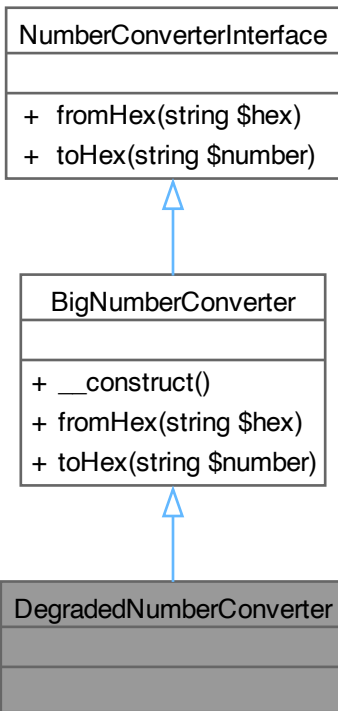 NumberConverterInterface
+ fromHex(string $hex)
+ toHex(string $number)
BigNumberConverter
+ __construct()
+ fromHex(string $hex)
+ toHex(string $number)
DegradedNumberConverter